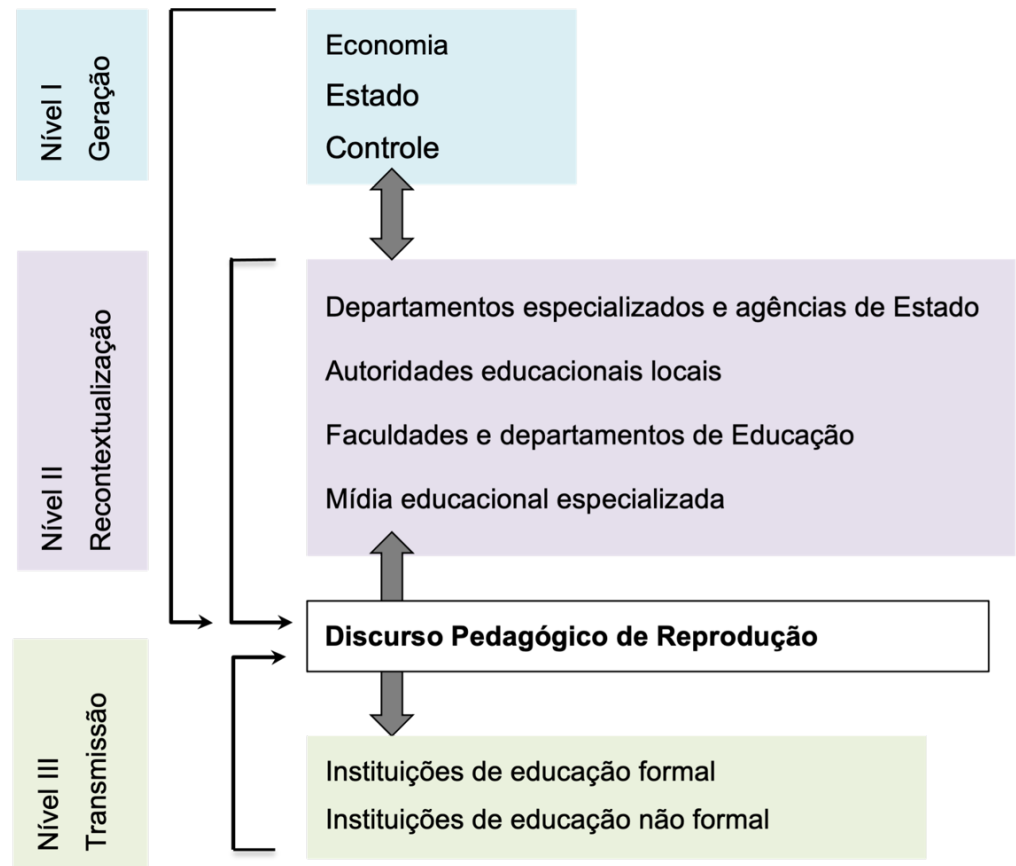 Nível I
Geração
Economia
Estado
Controle
Nível II
Recontextualização
Departamentos especializados e agências de Estado
Autoridades educacionais locais
Faculdades e departamentos de Educação
Mídia educacional especializada
Discurso Pedagógico de Reprodução
Nível III
Transmissão
Instituições de educação formal
Instituições de educação não formal